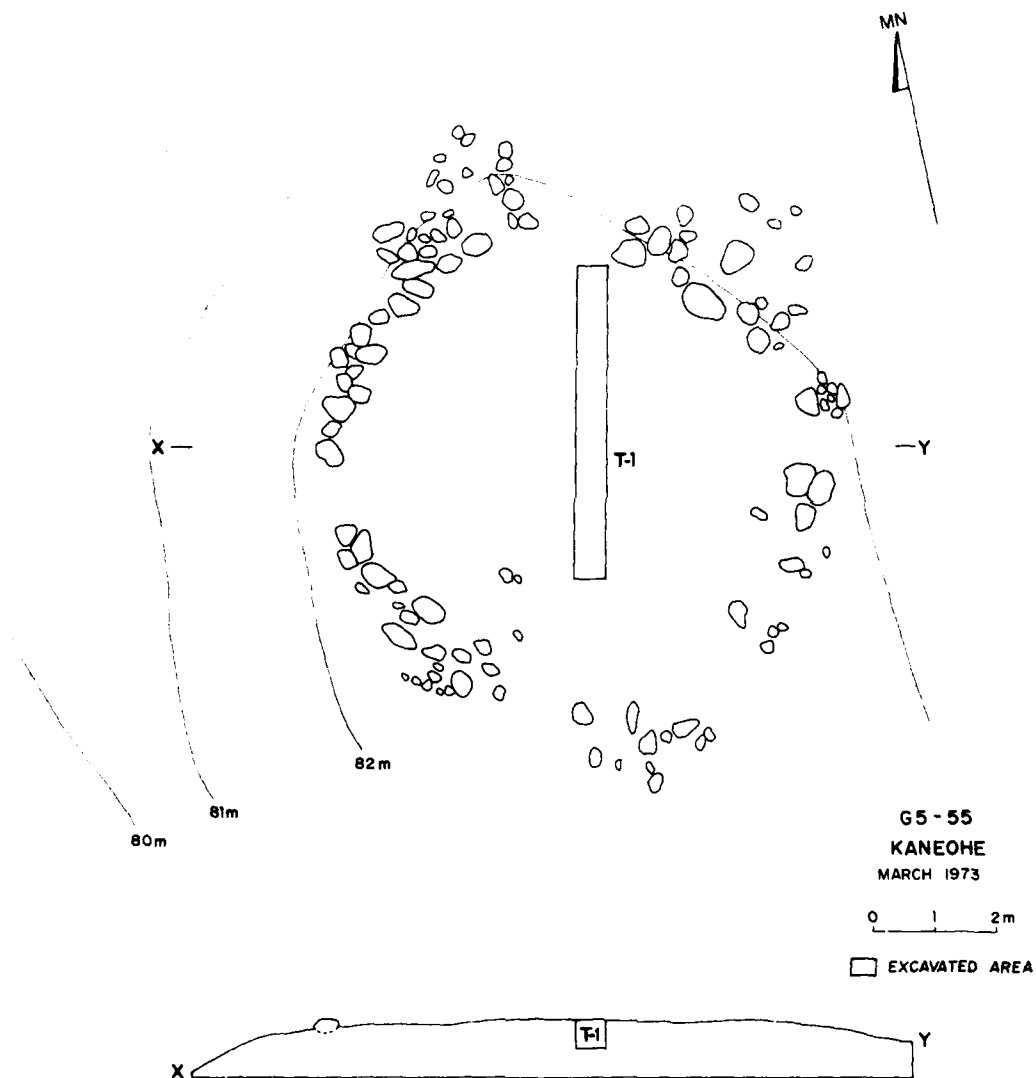 MN
X
T-1
Y
82m
81m
80m
G5-55
KANEOHE
MARCH 1973
0 1 2m
EXCAVATED AREA
T-1
Y
X